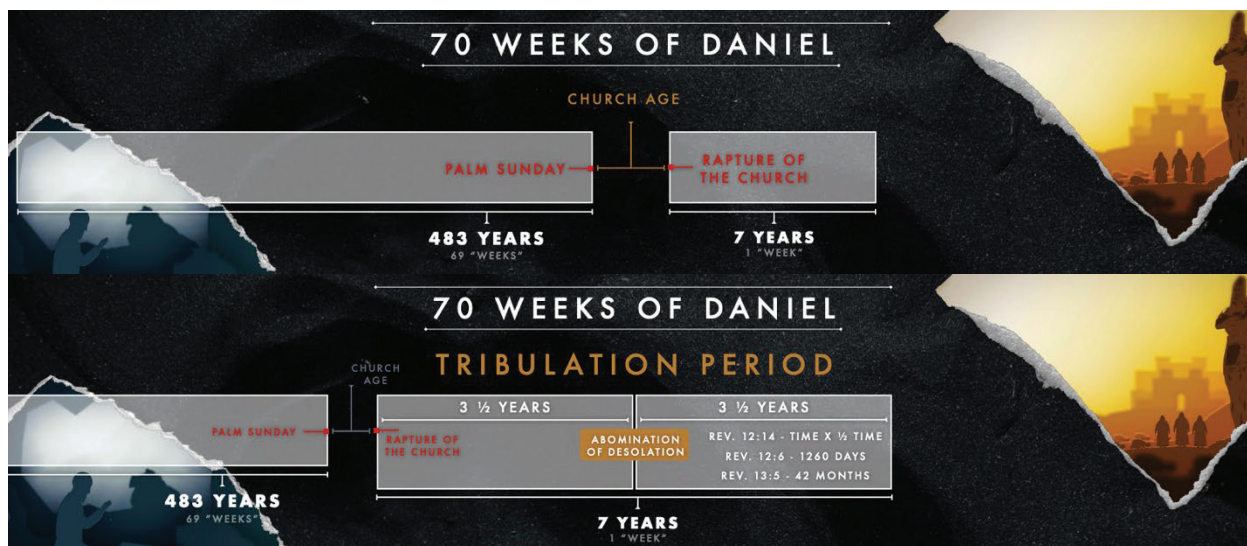 70 WEEKS OF DANIEL
CHURCH AGE
PALM SUNDAY
RAPTURE OF
THE CHURCH
483 YEARS
69 "WEEKS"
7 YEARS
1 "WEEK"
70 WEEKS OF DANIEL
TRIBULATION PERIOD
CHURCH
AGE
3 ½ YEARS
3 ½ YEARS
PALM SUNDAY
RAPTURE OF
THE CHURCH
ABOMINATION
OF DESOLATION
REV. 12:14 - TIME X ½ TIME
REV. 12:6 - 1260 DAYS
REV. 13:5 - 42 MONTHS
483 YEARS
69 "WEEKS"
7 YEARS
1 "WEEK"